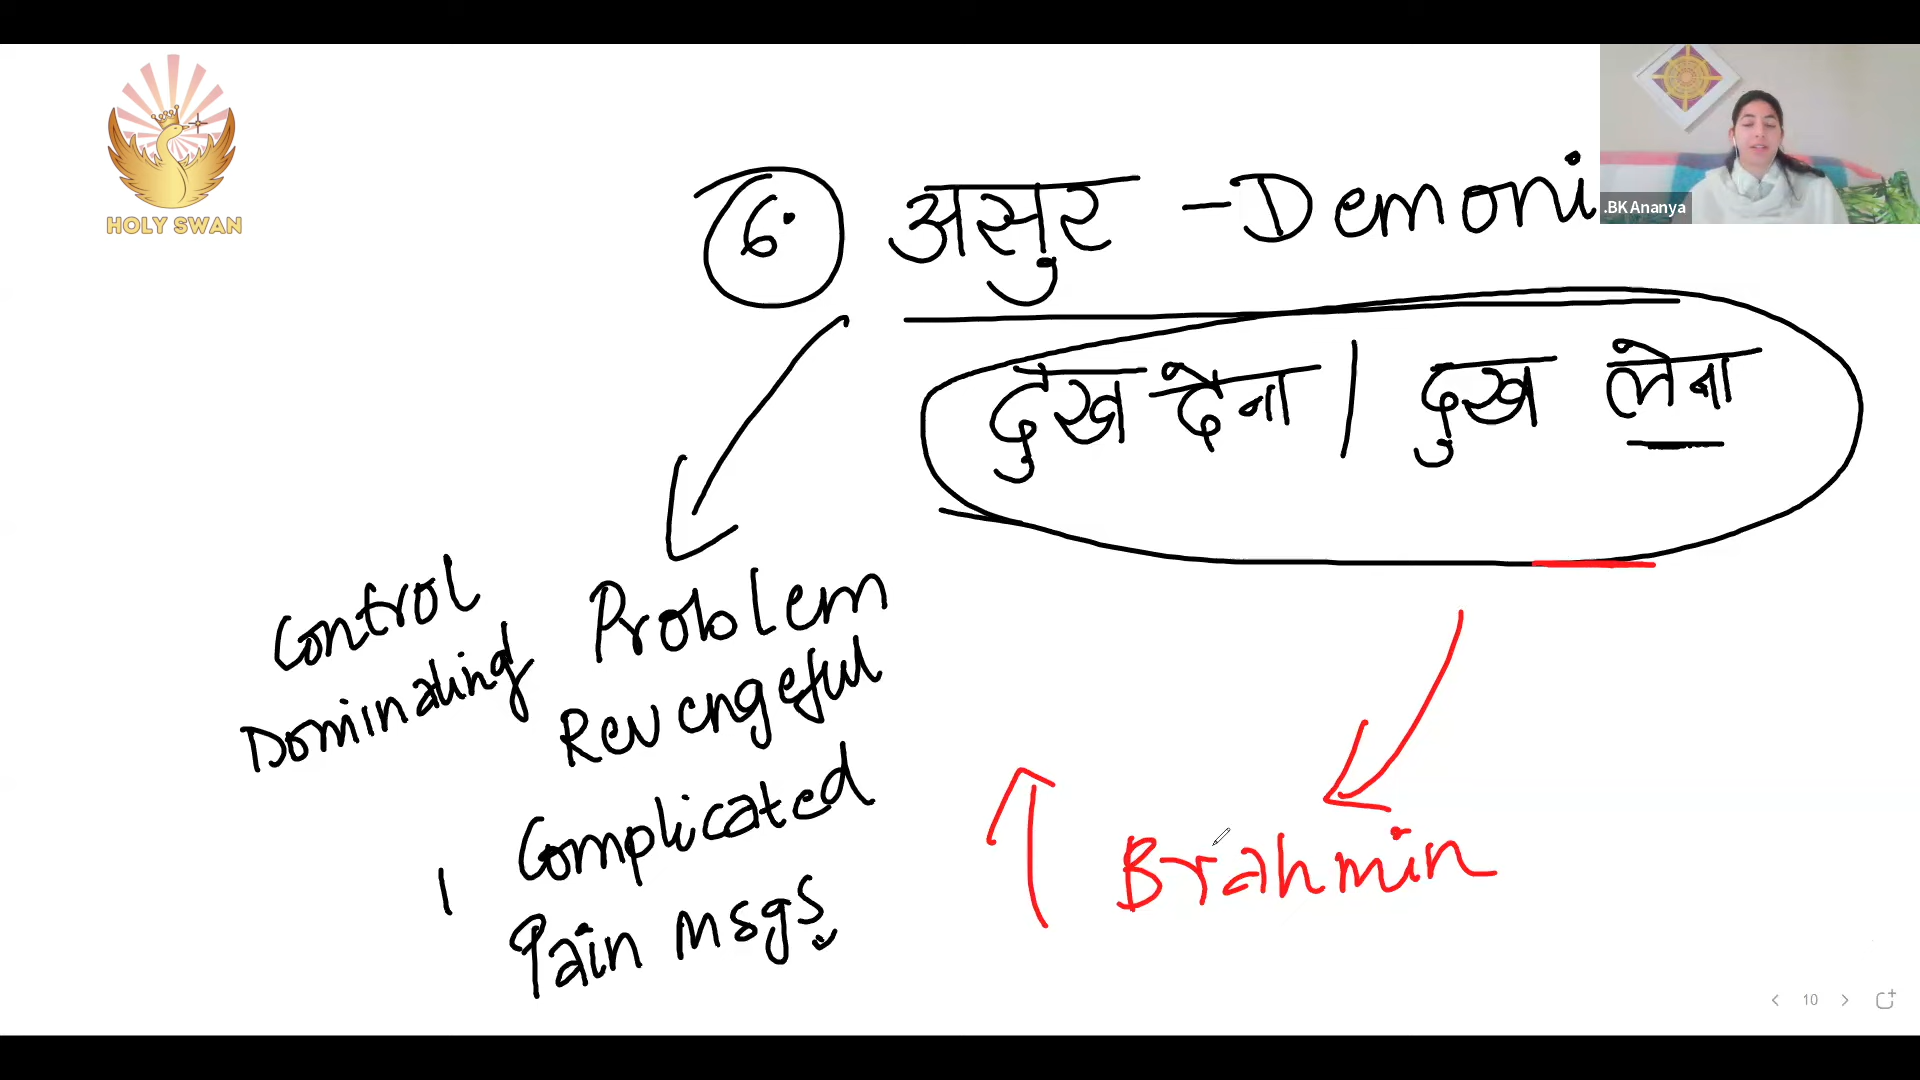 HOLY SWAN
.BK Ananya
6. असुर - Demoni
दुख देना | दुख लेना
Control
Dominating
Problem
Revengeful
Complicated
Pain msgs
Brahmin
10